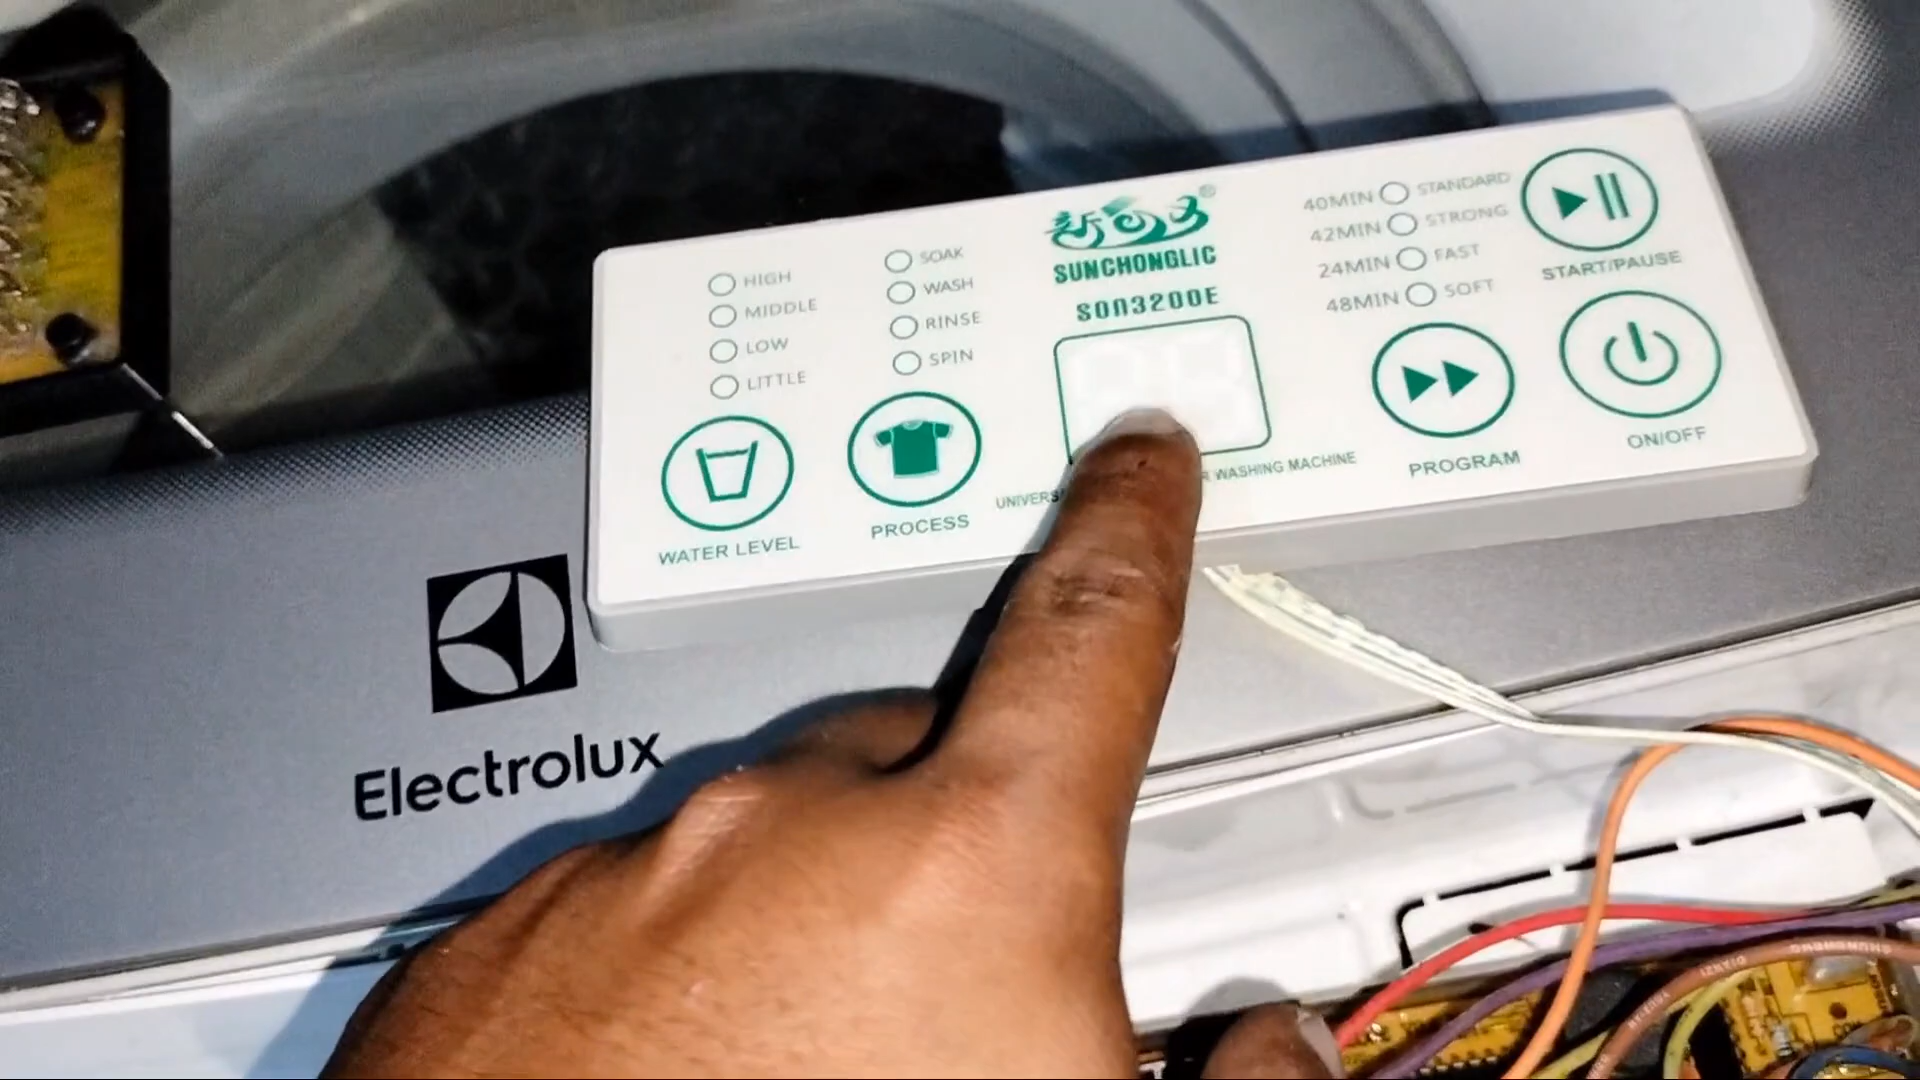 HIGH
MIDDLE
LOW
LITTLE
WATER LEVEL
SOAK
WASH
RINSE
SPIN
PROCESS
®
SUNCHONGLIC
SON3200E
UNIVERS
WASHING MACHINE
40MIN STANDARD
42MIN STRONG
24MIN FAST
48MIN SOFT
PROGRAM
START/PAUSE
ON/OFF
Electrolux